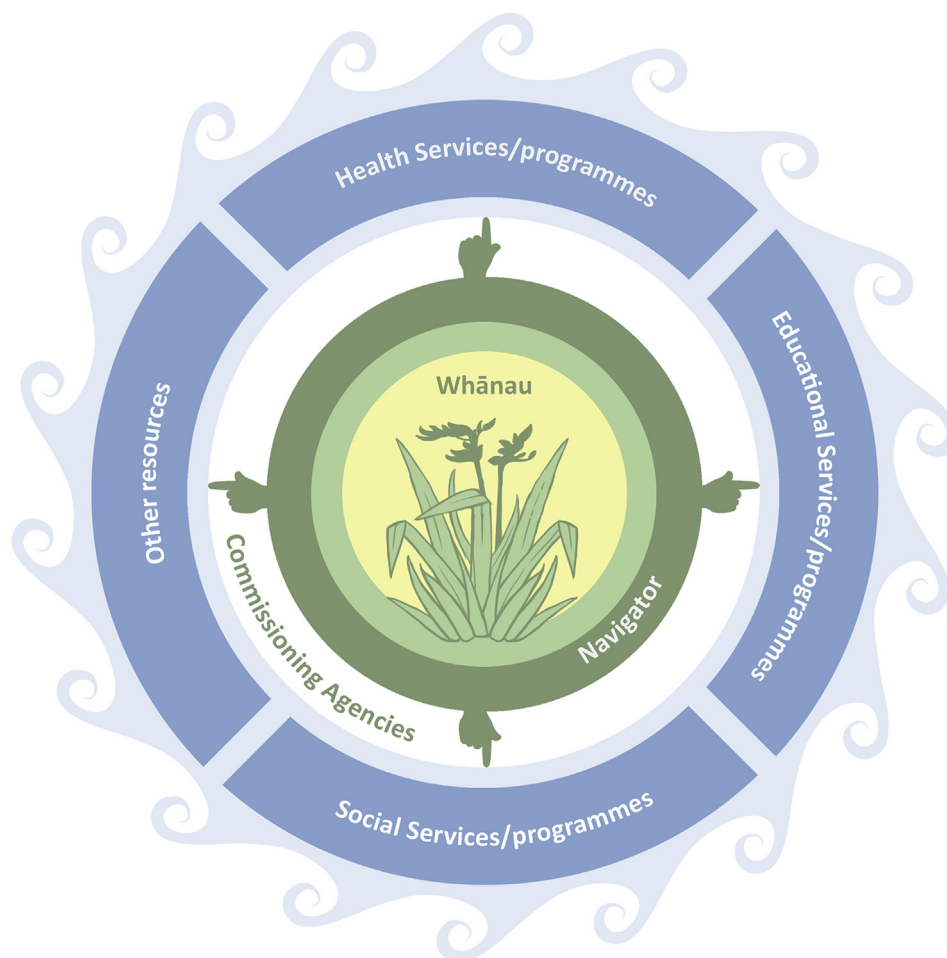 Health Services/programmes
Educational Services/programmes
Social Services/programmes
Other resources
Whānau
Navigator
Commissioning Agencies